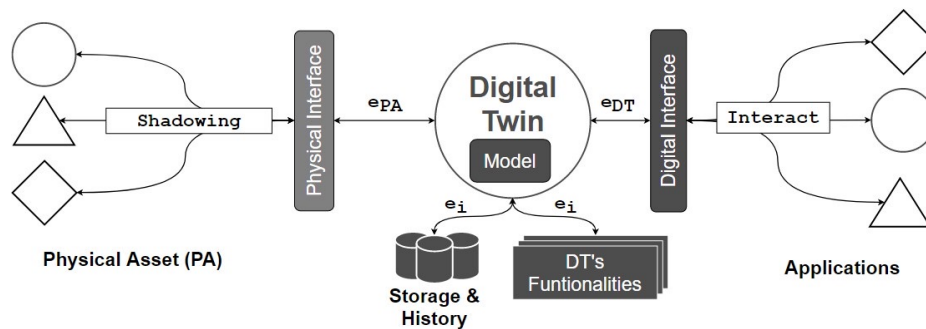 Shadowing
Physical Interface
ePA
Digital
Twin
Model
eDT
Digital Interface
Interact
ei
ei
Physical Asset (PA)
Storage &
History
DT's
Funtionalities
Applications